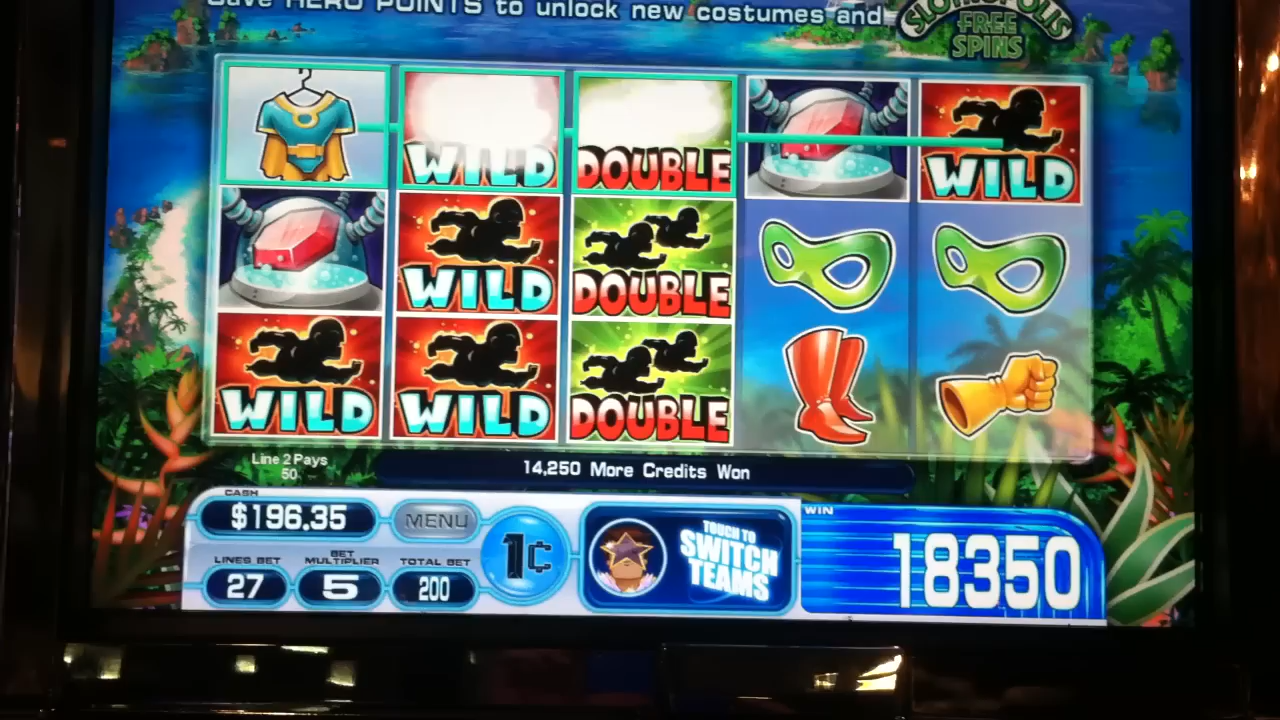 Save HERO POINTS to unlock new costumes and
SLOTROPOLIS
FREE
SPINS
WILD DOUBLE WILD
WILD DOUBLE
WILD WILD DOUBLE
Line 2 Pays
50
14,250 More Credits Won
CASH
$196.35
MENU
LINES BET
27
BET
MULTIPLIER
5
TOTAL BET
200
1¢
TOUCH TO
SWITCH
TEAMS
WIN
18350